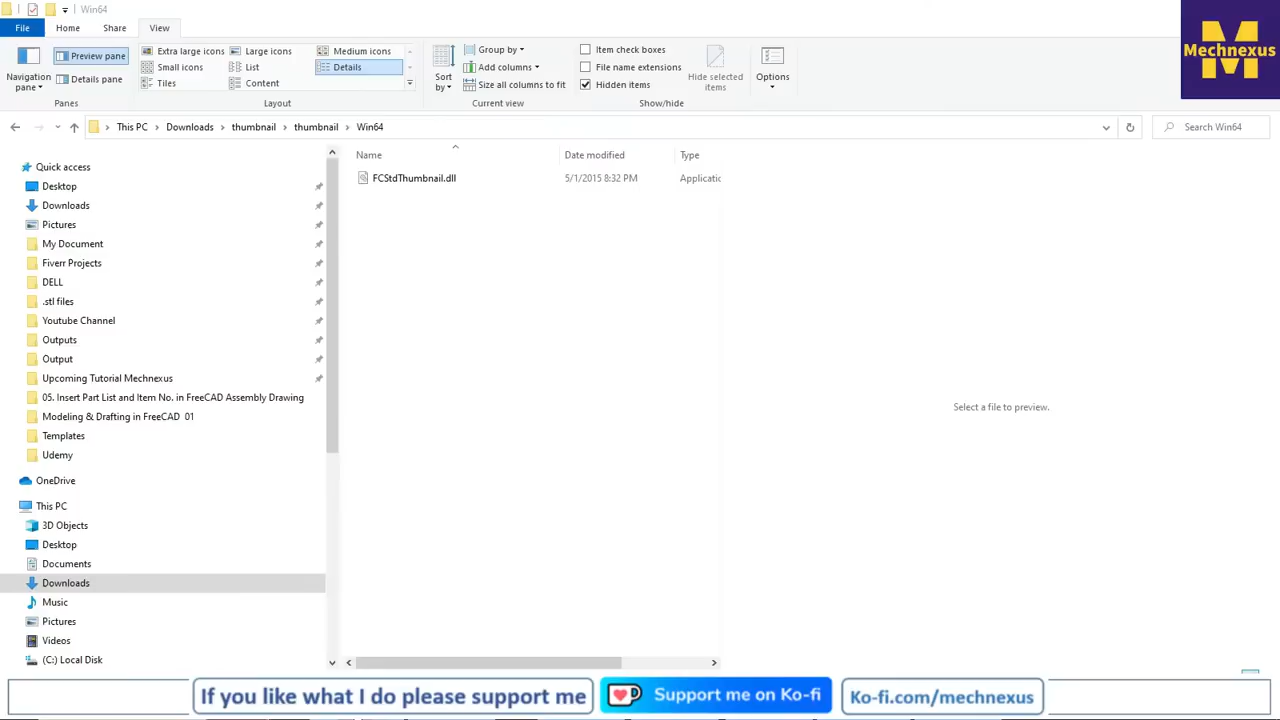 Win64
File Home Share View
Navigation pane
Preview pane
Details pane
Panes
Extra large icons Large icons Medium icons
Small icons List Details
Tiles Content
Layout
Sort by
Group by
Add columns
Size all columns to fit
Current view
Item check boxes
File name extensions
Hidden items
Hide selected items
Show/hide
Options
Mechnexus
This PC > Downloads > thumbnail > thumbnail > Win64
Search Win64
Name Date modified Type
FCStdThumbnail.dll 5/1/2015 8:32 PM Applicatic
Quick access
Desktop
Downloads
Pictures
My Document
Fiverr Projects
DELL
.stl files
Youtube Channel
Outputs
Output
Upcoming Tutorial Mechnexus
05. Insert Part List and Item No. in FreeCAD Assembly Drawing
Modeling & Drafting in FreeCAD 01
Templates
Udemy
OneDrive
This PC
3D Objects
Desktop
Documents
Downloads
Music
Pictures
Videos
(C:) Local Disk
Select a file to preview.
If you like what I do please support me
Support me on Ko-fi
Ko-fi.com/mechnexus